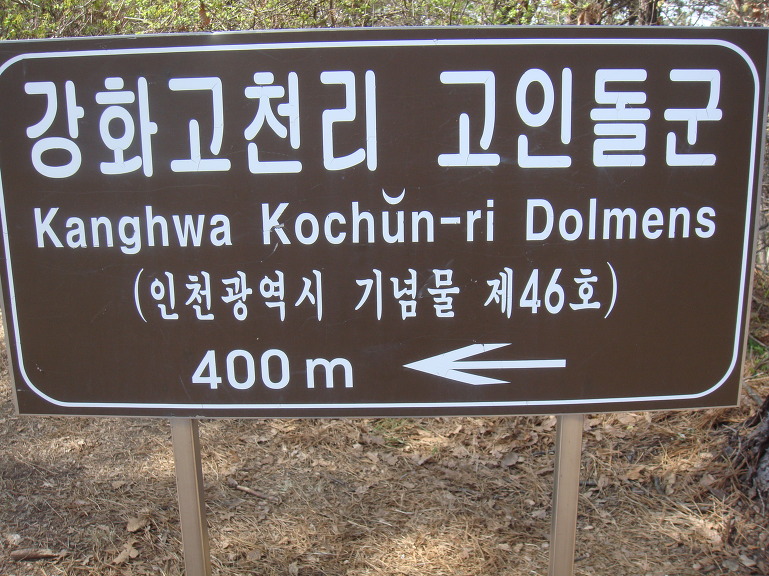 강화고천리 고인돌군
Kanghwa Kochŭn-ri Dolmens
(인천광역시 기념물 제46호)
400m